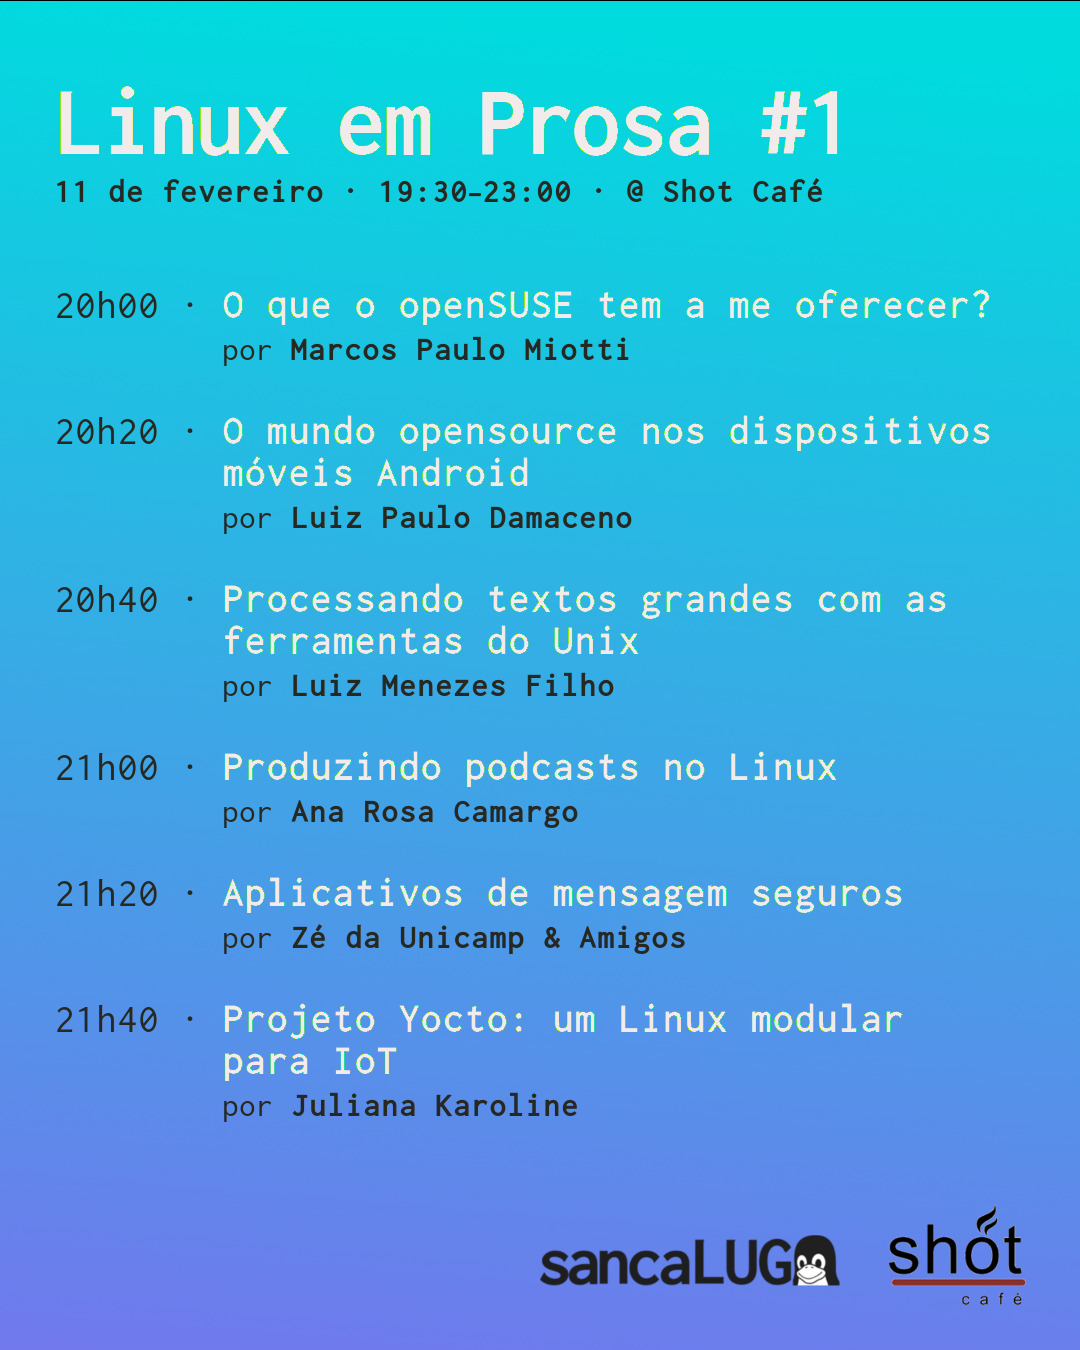 Linux em Prosa #1
11 de fevereiro · 19:30–23:00 · @ Shot Café
20h00 · O que o openSUSE tem a me oferecer?
por Marcos Paulo Miotti
20h20 · O mundo opensource nos dispositivos
móveis Android
por Luiz Paulo Damaceno
20h40 · Processando textos grandes com as
ferramentas do Unix
por Luiz Menezes Filho
21h00 · Produzindo podcasts no Linux
por Ana Rosa Camargo
21h20 · Aplicativos de mensagem seguros
por Zé da Unicamp & Amigos
21h40 · Projeto Yocto: um Linux modular
para IoT
por Juliana Karoline
sancaLUG
shot
café